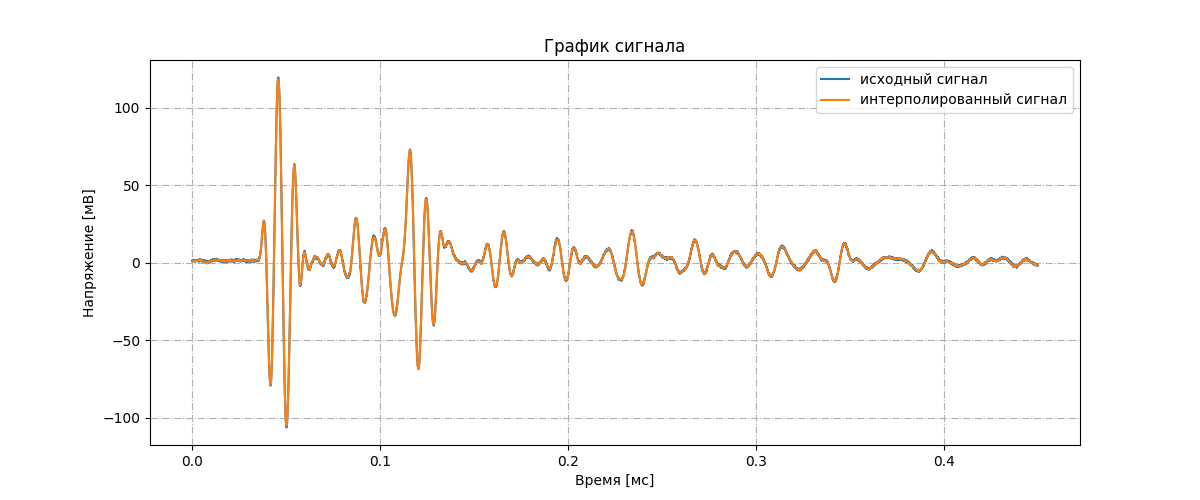 График сигнала
исходный сигнал
интерполированный сигнал
Напряжение [мВ]
100
50
0
−50
−100
0.0 0.1 0.2 0.3 0.4
Время [мс]